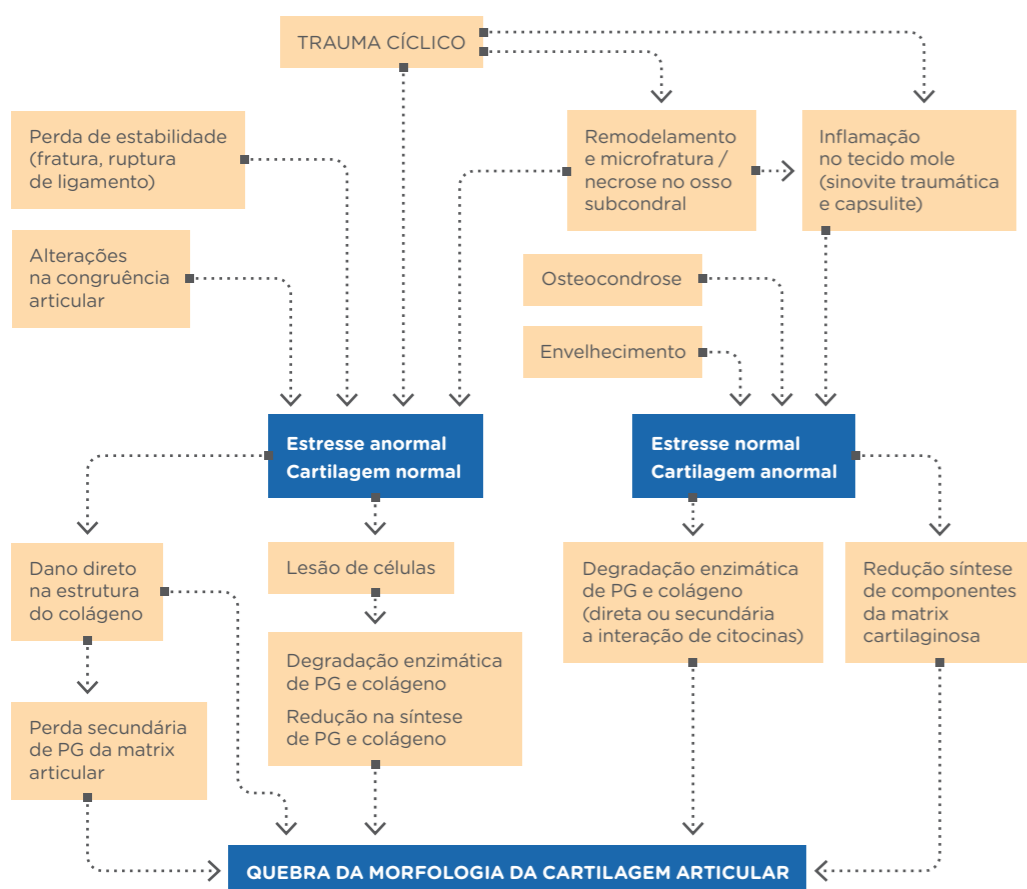 TRAUMA CÍCLICO
Perda de estabilidade
(fratura, ruptura
de ligamento)
Remodelamento
e microfratura /
necrose no osso
subcondral
Inflamação
no tecido mole
(sinovite traumática
e capsulite)
Alterações
na congruência
articular
Osteocondrose
Envelhecimento
Estresse anormal
Cartilagem normal
Estresse normal
Cartilagem anormal
Dano direto
na estrutura
do colágeno
Lesão de células
Degradação enzimática
de PG e colágeno
(direta ou secundária
a interação de citocinas)
Redução síntese
de componentes
da matrix
cartilaginosa
Degradação enzimática
de PG e colágeno
Redução na síntese
de PG e colágeno
Perda secundária
de PG da matrix
articular
QUEBRA DA MORFOLOGIA DA CARTILAGEM ARTICULAR